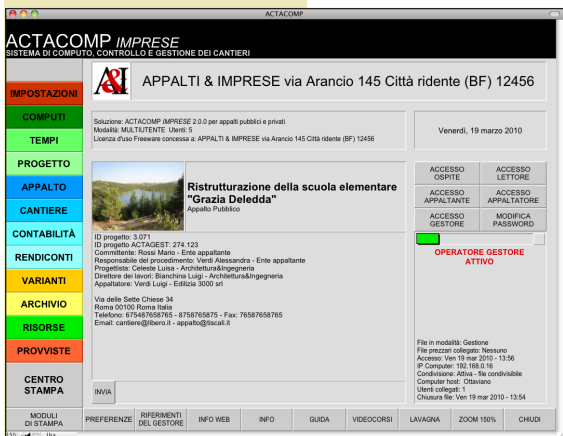 ACTACOMP
ACTACOMP IMPRESE
SISTEMA DI COMPUTO, CONTROLLO E GESTIONE DEI CANTIERI
A&I
APPALTI & IMPRESE via Arancio 145 Città ridente (BF) 12456
IMPOSTAZIONI
COMPUTI
TEMPI
PROGETTO
APPALTO
CANTIERE
CONTABILITÀ
RENDICONTI
VARIANTI
ARCHIVIO
RISORSE
PROVVISTE
CENTRO
STAMPA
MODULI
DI STAMPA
Soluzione: ACTACOMP IMPRESE 2.0.0 per appalti pubblici e privati
Modalità: MULTIUTENTE Utenti: 5
Licenza d'uso Freeware concessa a: APPALTI & IMPRESE via Arancio 145 Città ridente (BF) 12456
Venerdì, 19 marzo 2010
Ristrutturazione della scuola elementare
"Grazia Deledda"
Appalto Pubblico
ID progetto: 3.071
ID progetto ACTAGEST: 274.123
Committente: Rossi Mario - Ente appaltante
Responsabile del procedimento: Verdi Alessandra - Ente appaltante
Progettista: Celeste Luisa - Architettura&Ingegneria
Direttore dei lavori: Bianchina Luigi - Architettura&Ingegneria
Appaltatore: Verdi Luigi - Edilizia 3000 srl
Via delle Sette Chiese 34
Roma 00100 Roma Italia
Telefono: 675487658765 - 8758765875 - Fax: 76587658765
Email: cantiere@libero.it - appalto@tiscali.it
INVIA
ACCESSO
OSPITE
ACCESSO
LETTORE
ACCESSO
APPALTANTE
ACCESSO
APPALTATORE
ACCESSO
GESTORE
MODIFICA
PASSWORD
OPERATORE GESTORE
ATTIVO
File in modalità: Gestione
File prezzari collegato: Nessuno
Accesso: Ven 19 mar 2010 - 13:56
IP Computer: 192.168.0.16
Condivisione: Attiva - file condivisibile
Computer host: Ottaviano
Utenti collegati: 1
Chiusura file: Ven 19 mar 2010 - 13:54
PREFERENZE
RIFERIMENTI
DEL GESTORE
INFO WEB
INFO
GUIDA
VIDEOCORSI
LAVAGNA
ZOOM 150%
CHIUDI